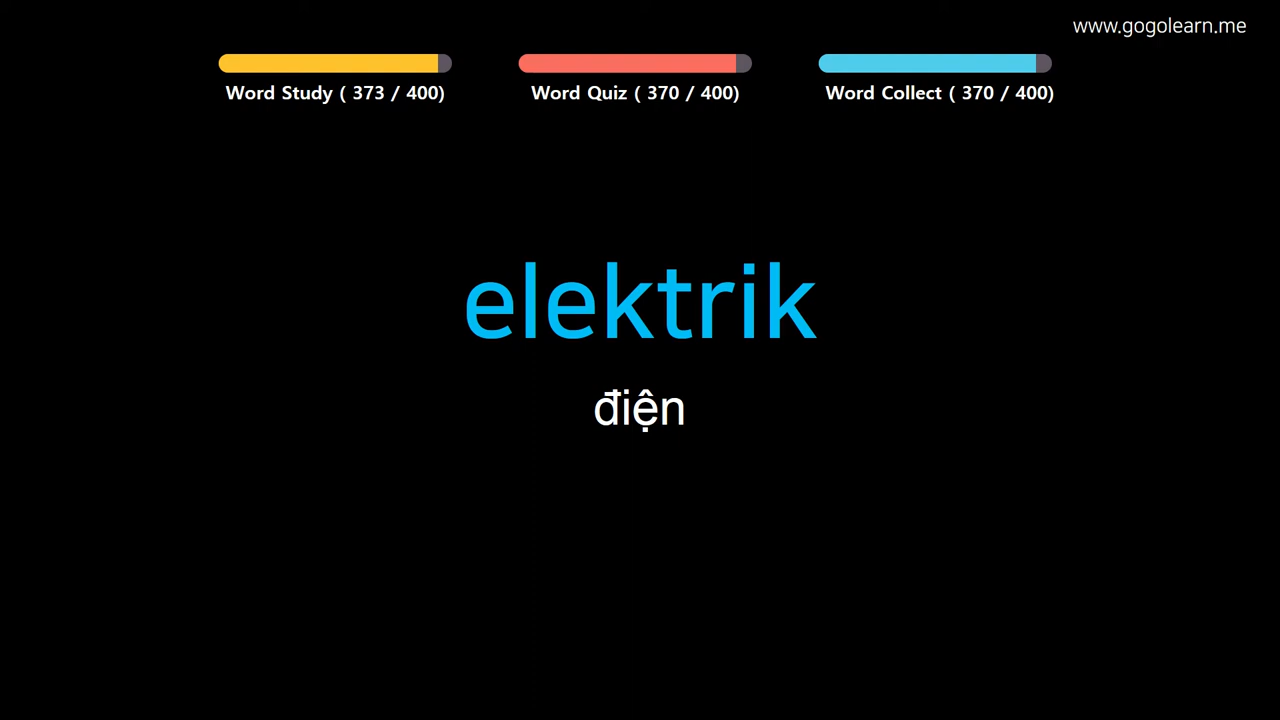 www.gogolearn.me
Word Study ( 373 / 400)
Word Quiz ( 370 / 400)
Word Collect ( 370 / 400)
elektrik
điện